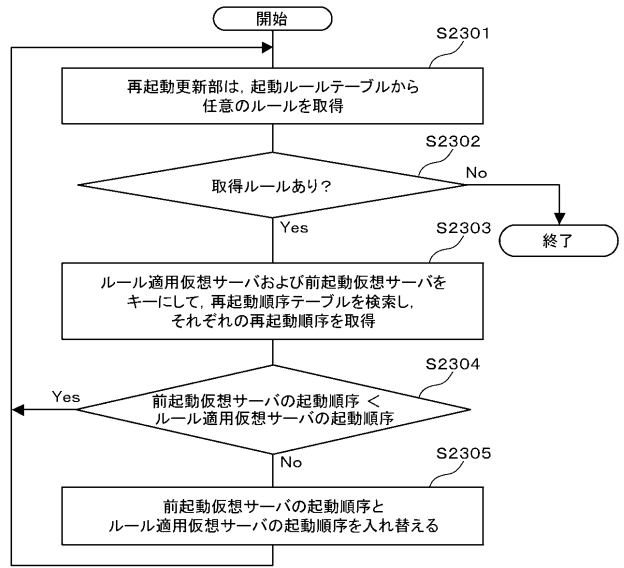 開始
S2301
再起動更新部は，起動ルールテーブルから
任意のルールを取得
S2302
取得ルールあり？
No
Yes
終了
S2303
ルール適用仮想サーバおよび前起動仮想サーバを
キーにして，再起動順序テーブルを検索し，
それぞれの再起動順序を取得
S2304
Yes
前起動仮想サーバの起動順序 ＜
ルール適用仮想サーバの起動順序
No
S2305
前起動仮想サーバの起動順序と
ルール適用仮想サーバの起動順序を入れ替える